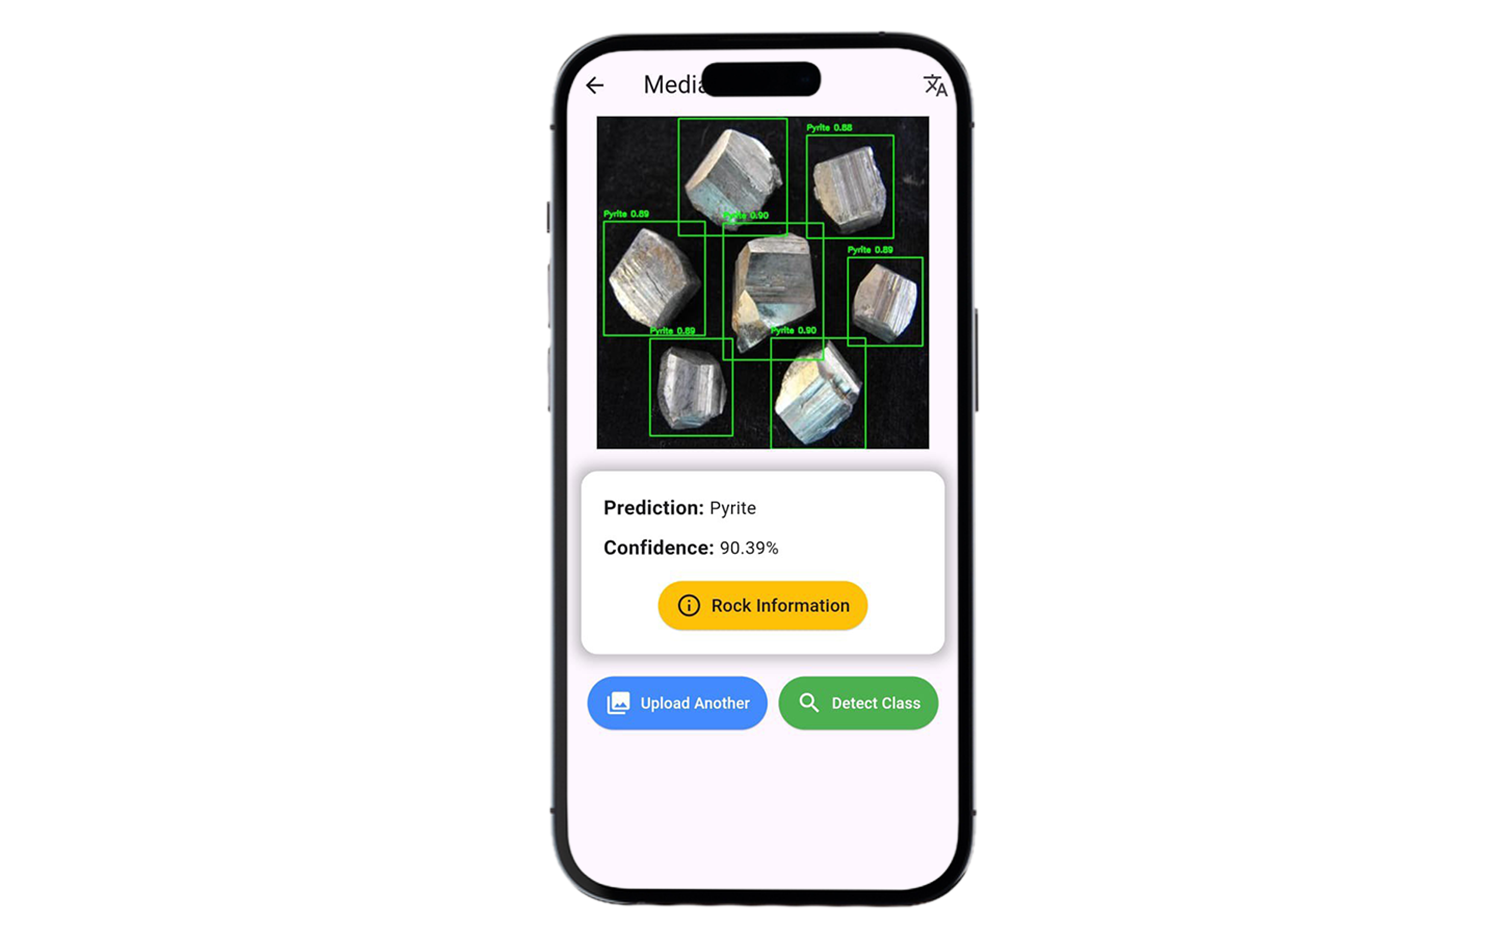 Media
Pyrite 0.88
Pyrite 0.89
Pyrite 0.90
Pyrite 0.89
Pyrite 0.89
Pyrite 0.90
Prediction: Pyrite
Confidence: 90.39%
Rock Information
Upload Another
Detect Class